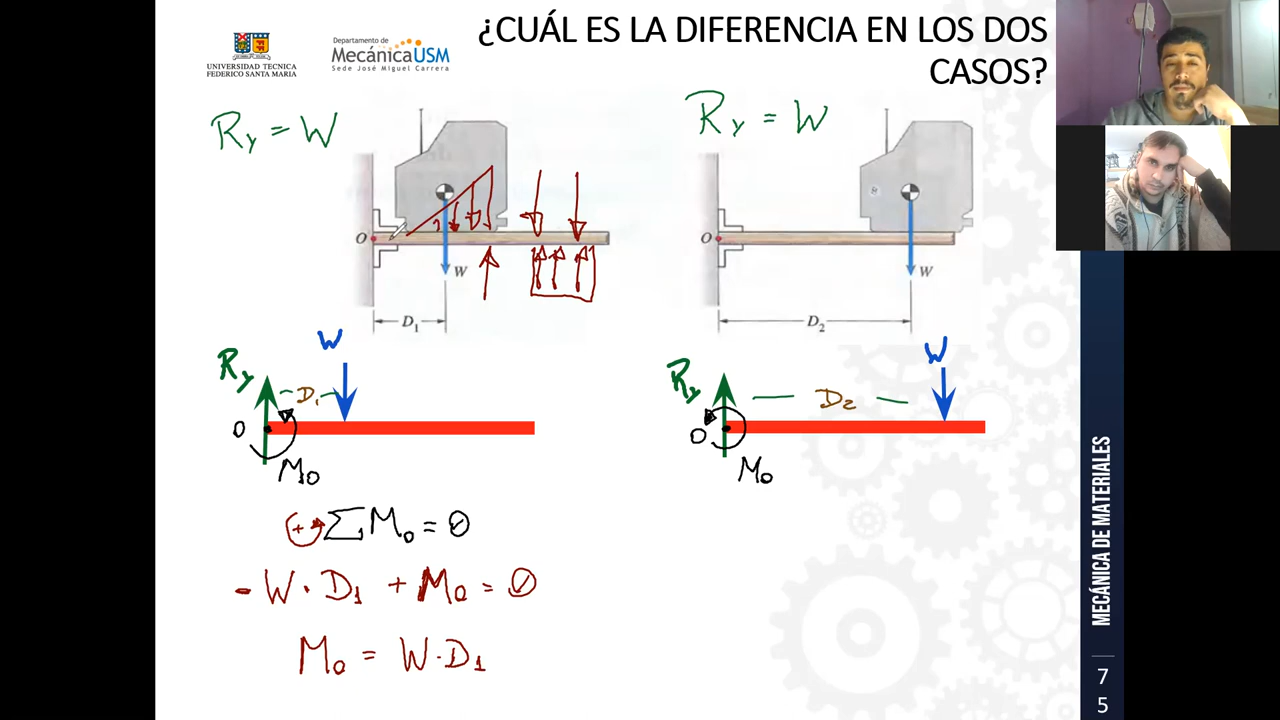 ¿CUÁL ES LA DIFERENCIA EN LOS DOS
CASOS?
UNIVERSIDAD TECNICA
FEDERICO SANTA MARIA
Departamento de
MecánicaUSM
Sede José Miguel Carrera
Ry = W
Ry = W
O
W
D1
O
W
D2
Ry
W
D1
O
Mo
Ry
W
D2
O
Mo
+ ΣMo = 0
- W · D1 + Mo = 0
Mo = W · D1
MECÁNICA DE MATERIALES
7
5